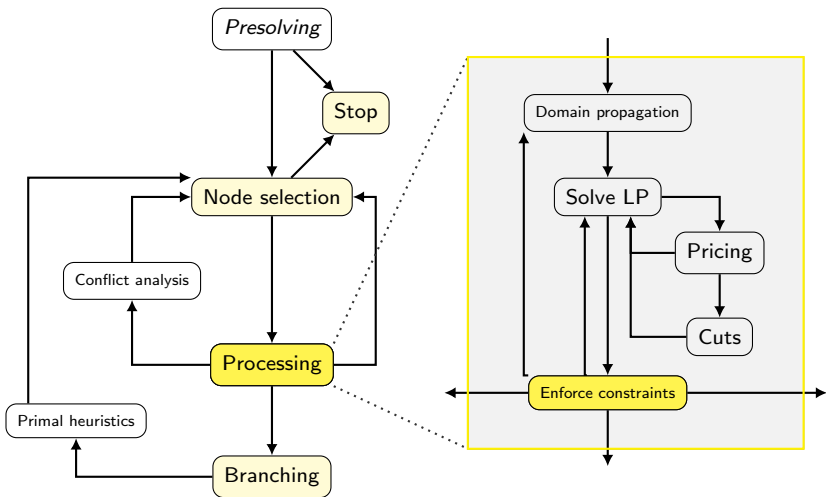 Presolving
Stop
Node selection
Conflict analysis
Processing
Primal heuristics
Branching
Domain propagation
Solve LP
Pricing
Cuts
Enforce constraints